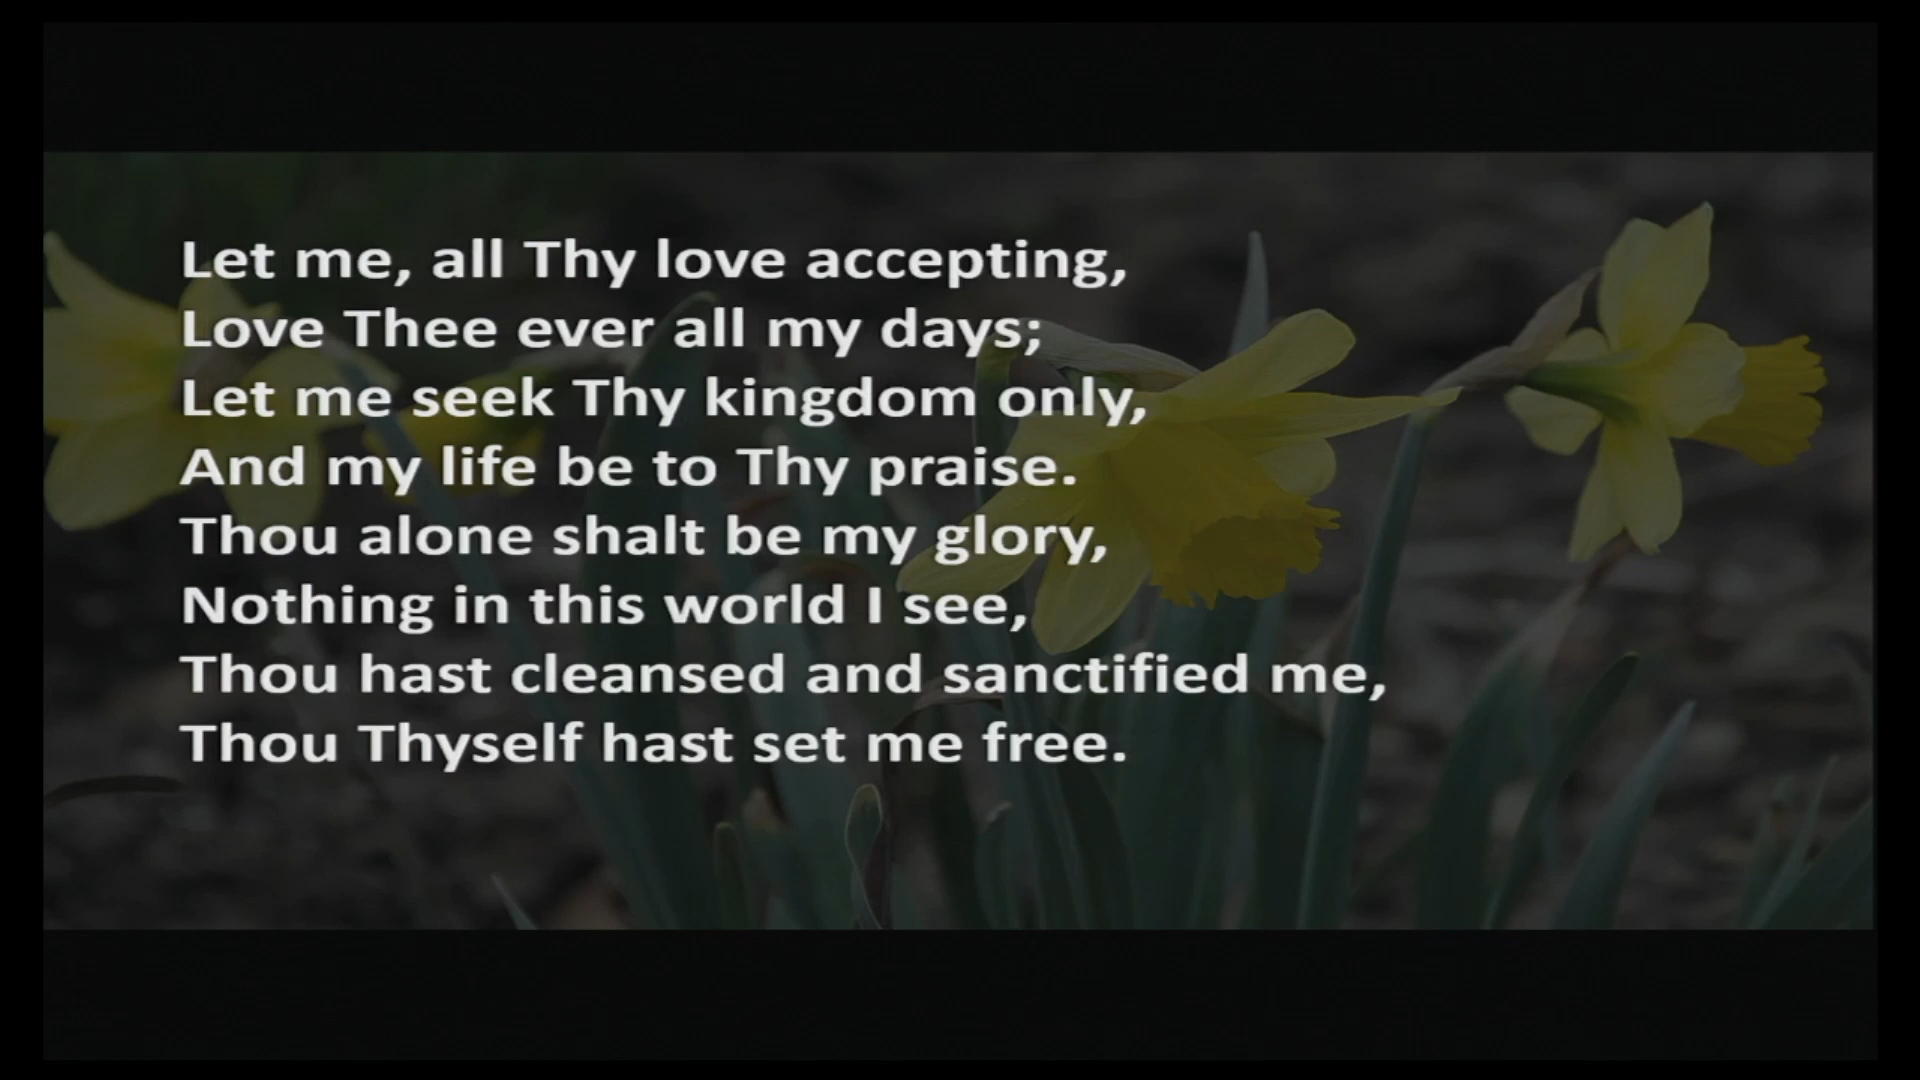 Let me, all Thy love accepting,
Love Thee ever all my days;
Let me seek Thy kingdom only,
And my life be to Thy praise.
Thou alone shalt be my glory,
Nothing in this world I see,
Thou hast cleansed and sanctified me,
Thou Thyself hast set me free.